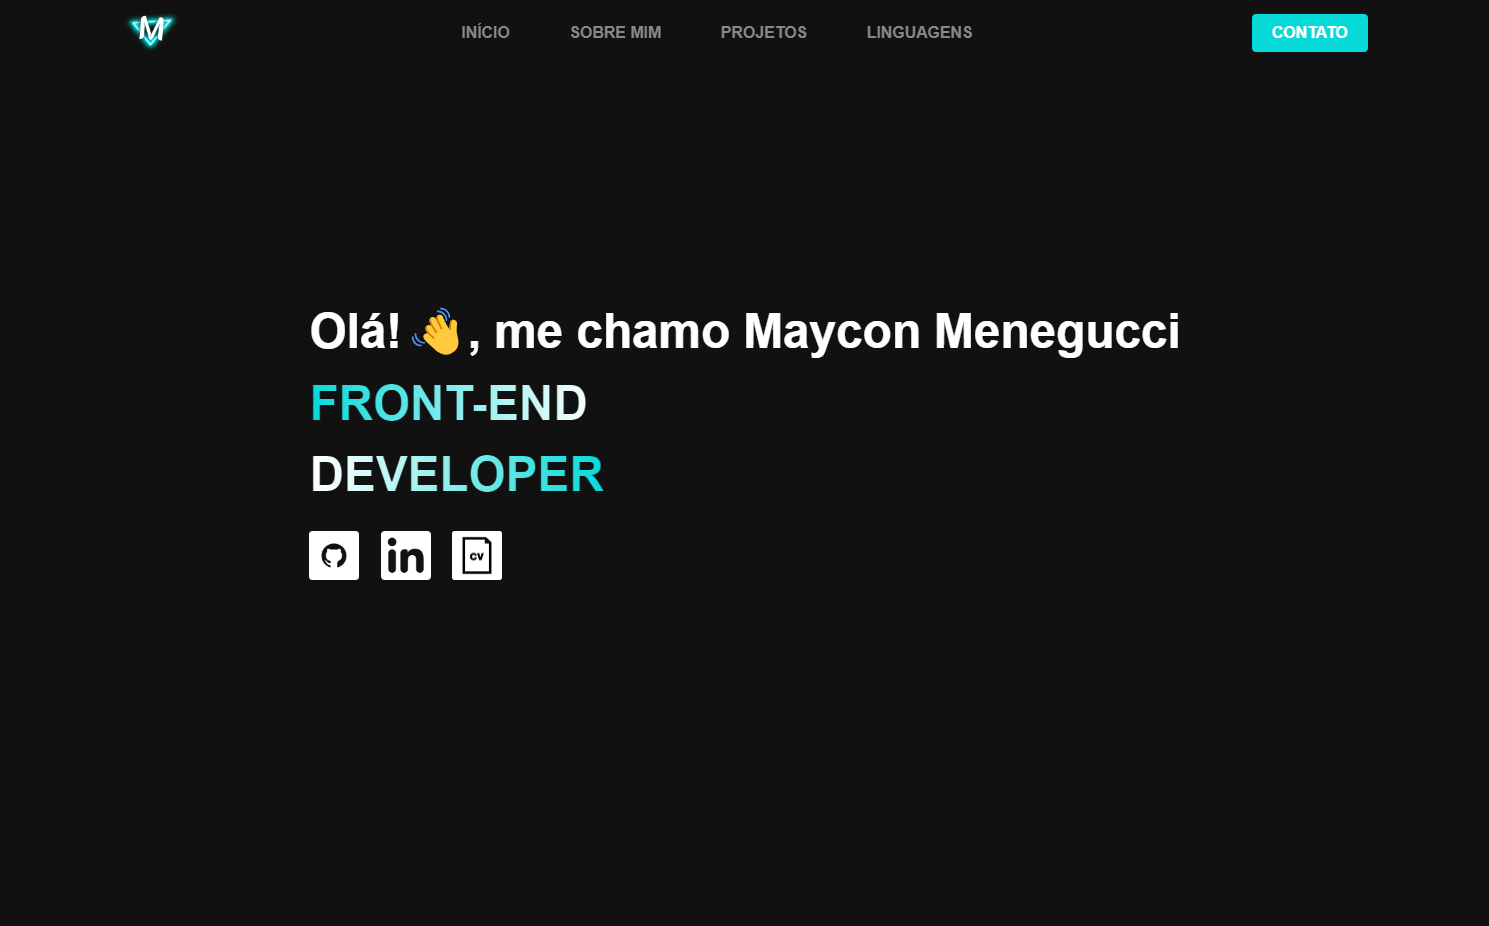 M
INÍCIO SOBRE MIM PROJETOS LINGUAGENS CONTATO
Olá! 👋, me chamo Maycon Menegucci
FRONT-END
DEVELOPER
in CV